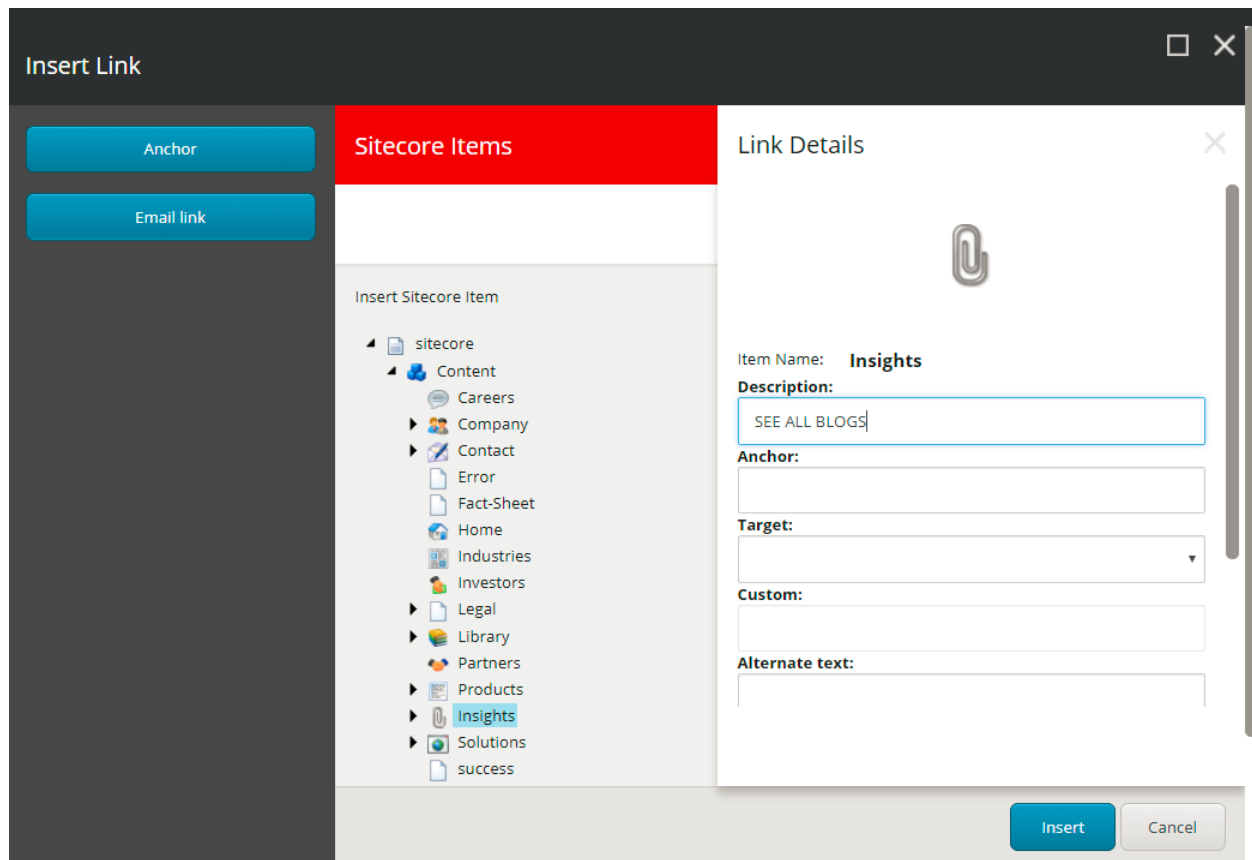 Insert Link
Anchor
Email link
Sitecore Items
Insert Sitecore Item
sitecore
Content
Careers
Company
Contact
Error
Fact-Sheet
Home
Industries
Investors
Legal
Library
Partners
Products
Insights
Solutions
success
Link Details
Item Name: Insights
Description:
SEE ALL BLOGS
Anchor:
Target:
Custom:
Alternate text:
Insert
Cancel